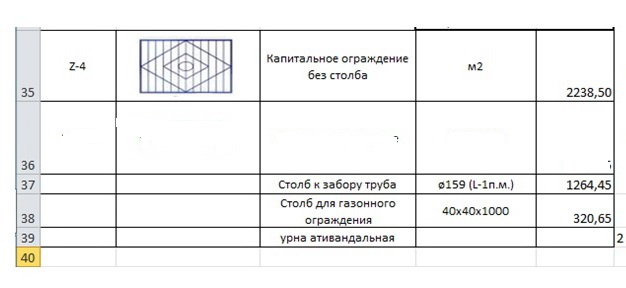 35
Z-4
Капитальное ограждение
без столба
м2
2238,50
36
37
Столб к забору труба
ø159 (L-1п.м.)
1264,45
38
Столб для газонного
ограждения
40х40х1000
320,65
39
урна ативандальная
2
40